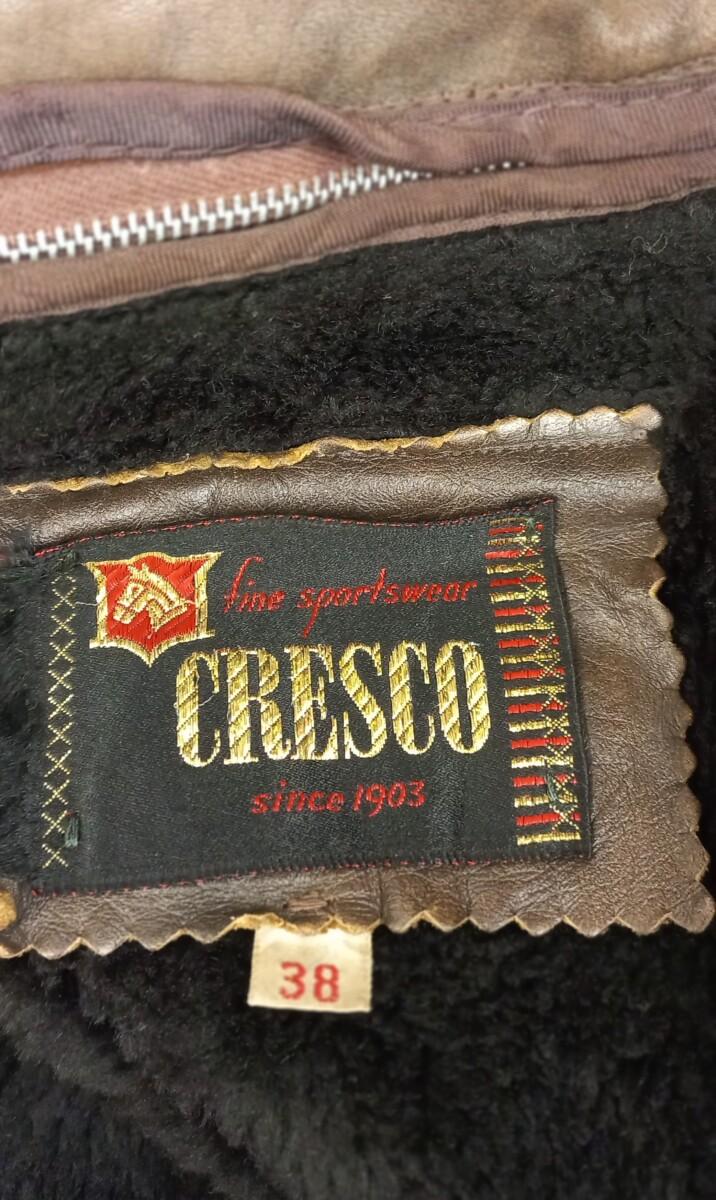 fine sportswear
CRESCO
since 1903
38